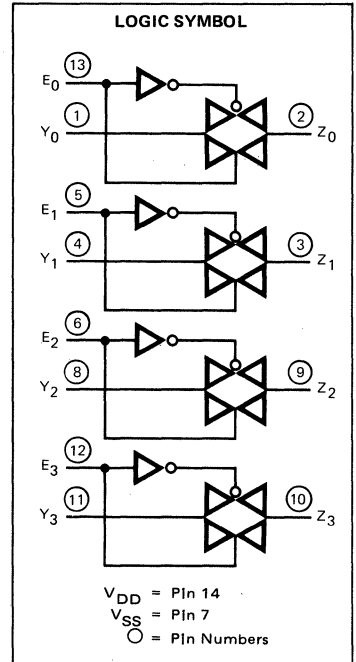 LOGIC SYMBOL
E0 13
Y0 1 2 Z0
E1 5
Y1 4 3 Z1
E2 6
Y2 8 9 Z2
E3 12
Y3 11 10 Z3
VDD = Pin 14
VSS = Pin 7
O = Pin Numbers